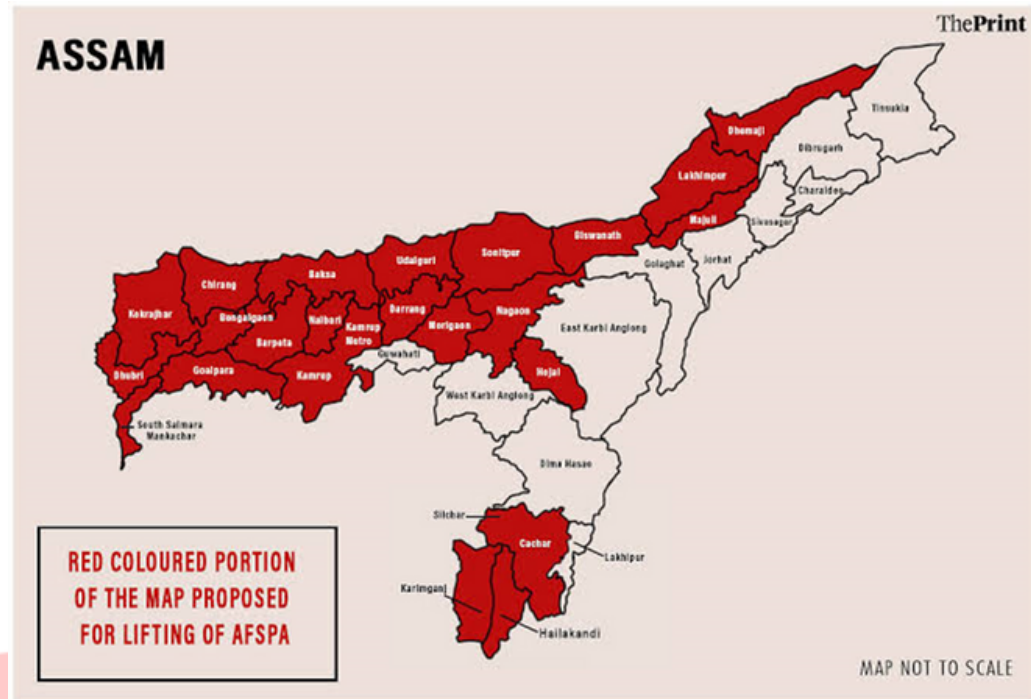 ThePrint
ASSAM
Tinsukia
Dhemaji
Dibrugarh
Lakhimpur
Charaideo
Majuli
Sivasagar
Biswanath
Sonitpur
Udalguri
Golaghat
Jorhat
Baksa
Chirang
Kokrajhar
Bongaigaon
Nalbari
Darrang
Nagaon
Kamrup
Metro
Morigaon
East Karbi Anglong
Barpeta
Guwahati
Dhubri
Goalpara
Kamrup
Hojai
West Karbi Anglong
South Salmara
Mankachar
Dima Hasao
Silchar
Cachar
Lakhipur
Karimganj
Hailakandi
RED COLOURED PORTION
OF THE MAP PROPOSED
FOR LIFTING OF AFSPA
MAP NOT TO SCALE